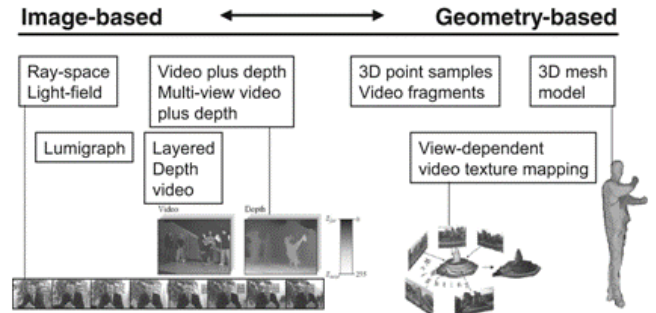 Image-based
Geometry-based
Ray-space
Light-field
Video plus depth
Multi-view video
plus depth
3D point samples
Video fragments
3D mesh
model
Lumigraph
Layered
Depth
video
View-dependent
video texture mapping
Video
Depth
0
255